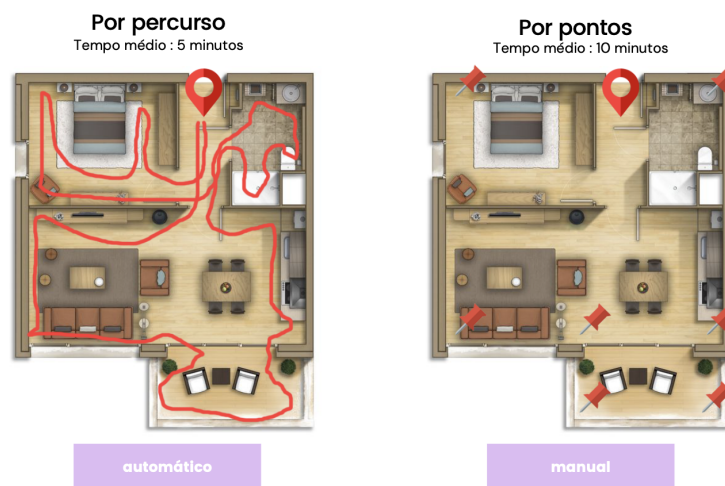 Por percurso
Tempo médio : 5 minutos
automático
Por pontos
Tempo médio : 10 minutos
manual